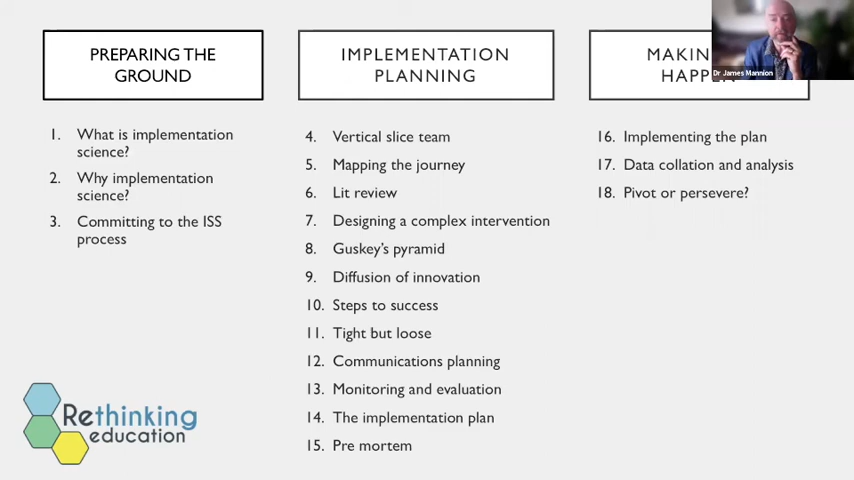 PREPARING THE
GROUND
1. What is implementation
science?
2. Why implementation
science?
3. Committing to the ISS
process
IMPLEMENTATION
PLANNING
4. Vertical slice team
5. Mapping the journey
6. Lit review
7. Designing a complex intervention
8. Guskey's pyramid
9. Diffusion of innovation
10. Steps to success
11. Tight but loose
12. Communications planning
13. Monitoring and evaluation
14. The implementation plan
15. Pre mortem
MAKIN
HAPPE
Dr James Mannion
16. Implementing the plan
17. Data collation and analysis
18. Pivot or persevere?
Rethinking
education